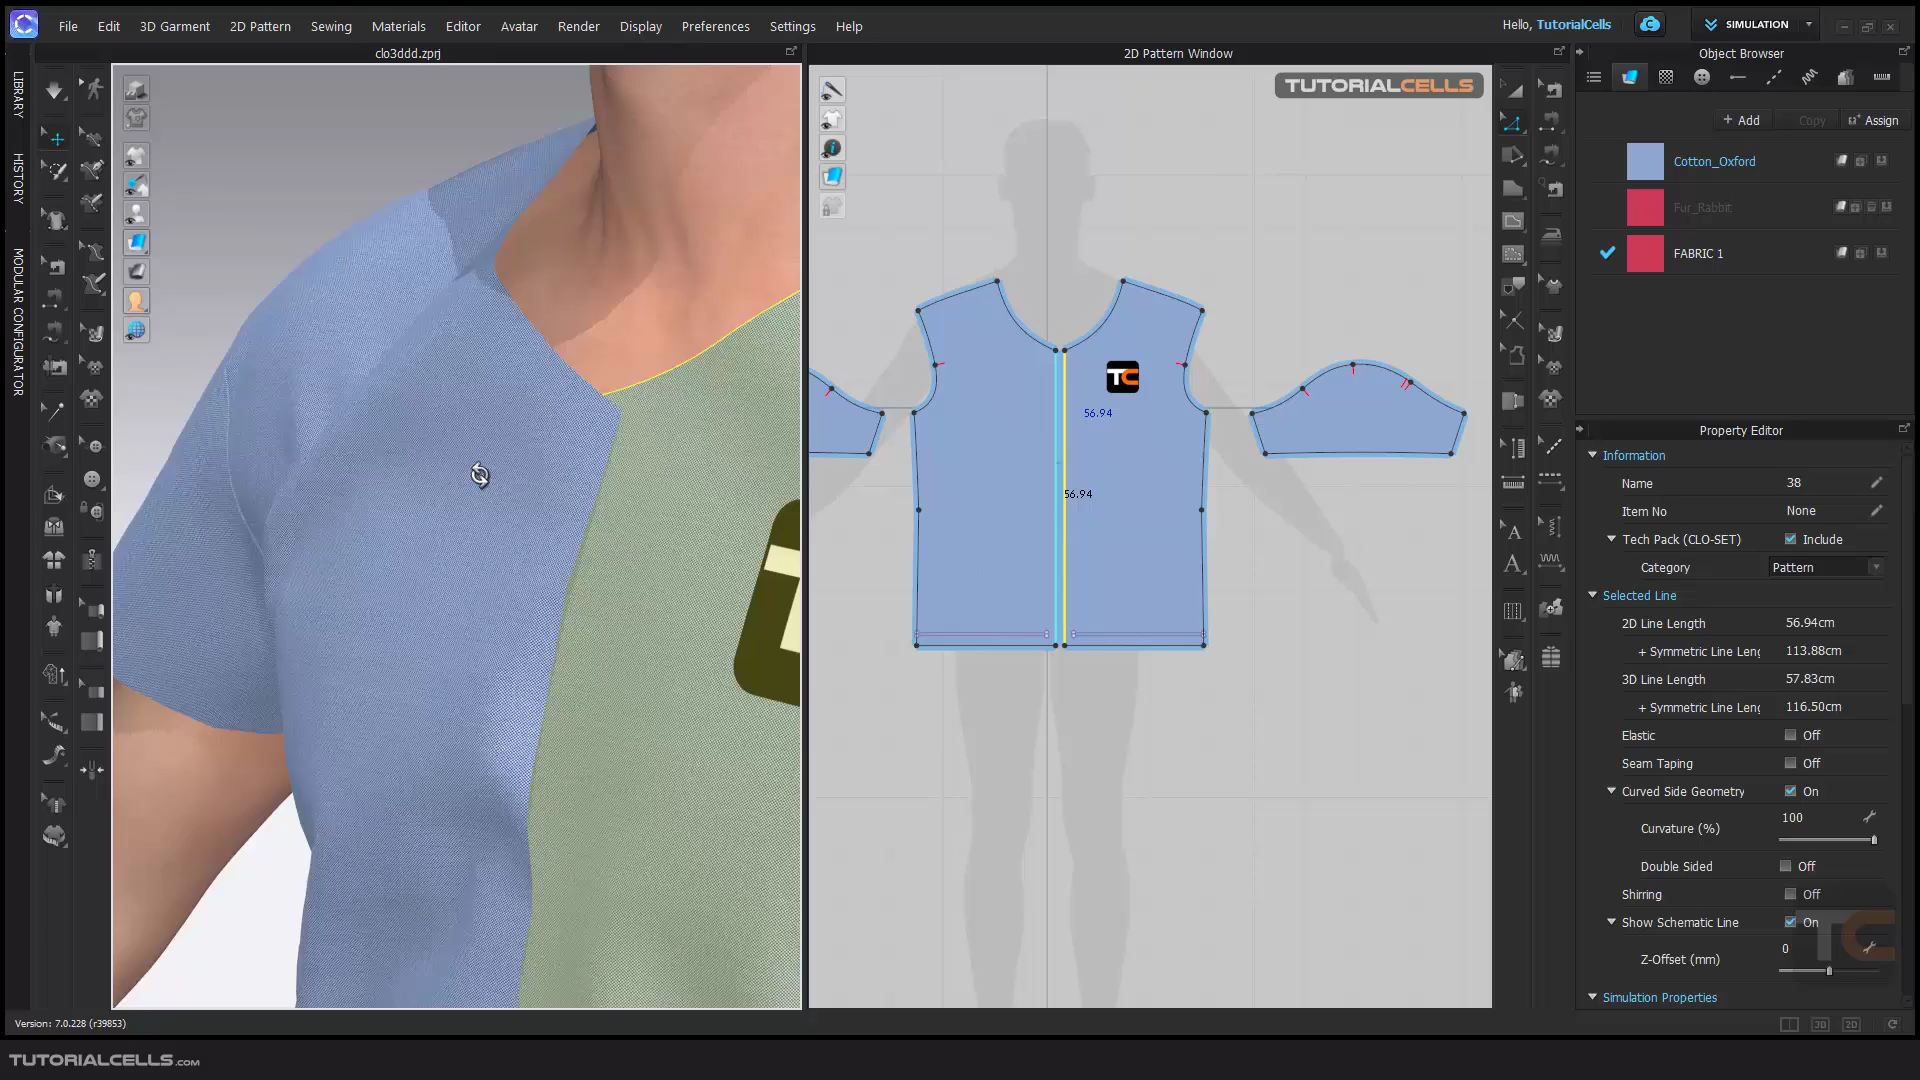 File Edit 3D Garment 2D Pattern Sewing Materials Editor Avatar Render Display Preferences Settings Help
Hello, TutorialCells
SIMULATION
clo3ddd.zprj
2D Pattern Window
Object Browser
LIBRARY
HISTORY
MODULAR CONFIGURATOR
TUTORIALCELLS
+ Add
Copy
Assign
Cotton_Oxford
Fur_Rabbit
FABRIC 1
TC
56.94
56.94
Property Editor
Information
Name 38
Item No None
Tech Pack (CLO-SET) Include
Category Pattern
Selected Line
2D Line Length 56.94cm
+ Symmetric Line Leng 113.88cm
3D Line Length 57.83cm
+ Symmetric Line Leng 116.50cm
Elastic Off
Seam Taping Off
Curved Side Geometry On
Curvature (%) 100
Double Sided Off
Shirring Off
Show Schematic Line On
Z-Offset (mm) 0
TC
Simulation Properties
Version: 7.0.228 (r39853)
3D
2D
TUTORIALCELLS.com